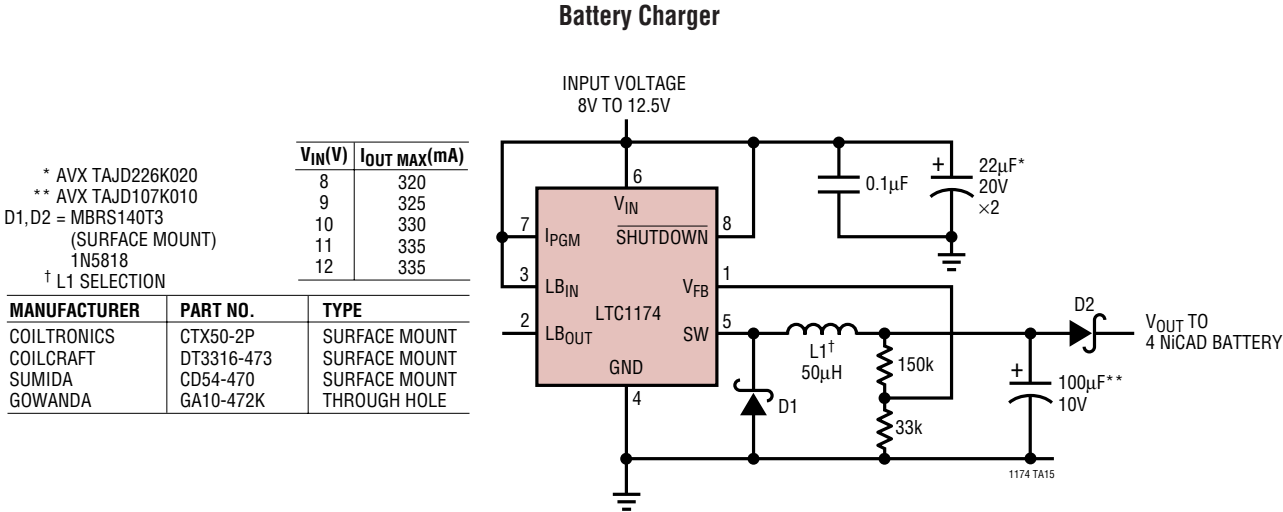 Battery Charger
INPUT VOLTAGE
8V TO 12.5V
* AVX TAJD226K020
** AVX TAJD107K010
D1,D2 = MBRS140T3
(SURFACE MOUNT)
1N5818
† L1 SELECTION
VIN(V) IOUT MAX(mA)
8 320
9 325
10 330
11 335
12 335
MANUFACTURER PART NO. TYPE
COILTRONICS CTX50-2P SURFACE MOUNT
COILCRAFT DT3316-473 SURFACE MOUNT
SUMIDA CD54-470 SURFACE MOUNT
GOWANDA GA10-472K THROUGH HOLE
6
VIN
7 IPGM
SHUTDOWN 8
3 LBIN
VFB 1
LTC1174
2 LBOUT
SW 5
GND
4
0.1µF
+ 22µF*
20V
×2
L1†
50µH
D1
150k
33k
D2
+ 100µF**
10V
VOUT TO
4 NiCAD BATTERY
1174 TA15